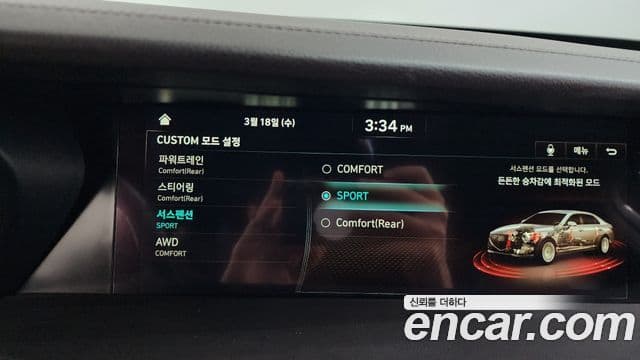 3월 18일 (수)
3:34 PM
CUSTOM 모드 설정
메뉴
파워트레인
Comfort(Rear)
스티어링
Comfort(Rear)
서스펜션
SPORT
AWD
COMFORT
COMFORT
SPORT
Comfort(Rear)
서스펜션 모드를 선택합니다.
든든한 승차감에 최적화된 모드
신뢰를 더하다
encar.com